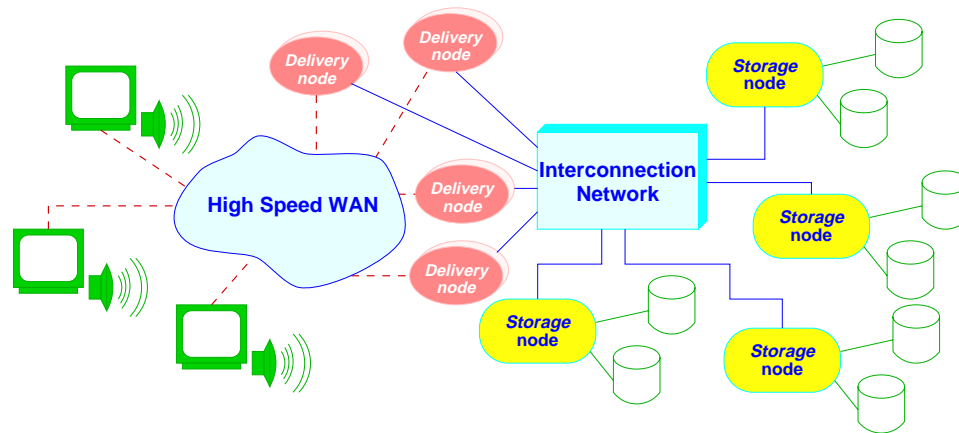 Delivery
node
Delivery
node
Storage
node
Interconnection
Network
High Speed WAN
Delivery
node
Storage
node
Delivery
node
Storage
node
Storage
node